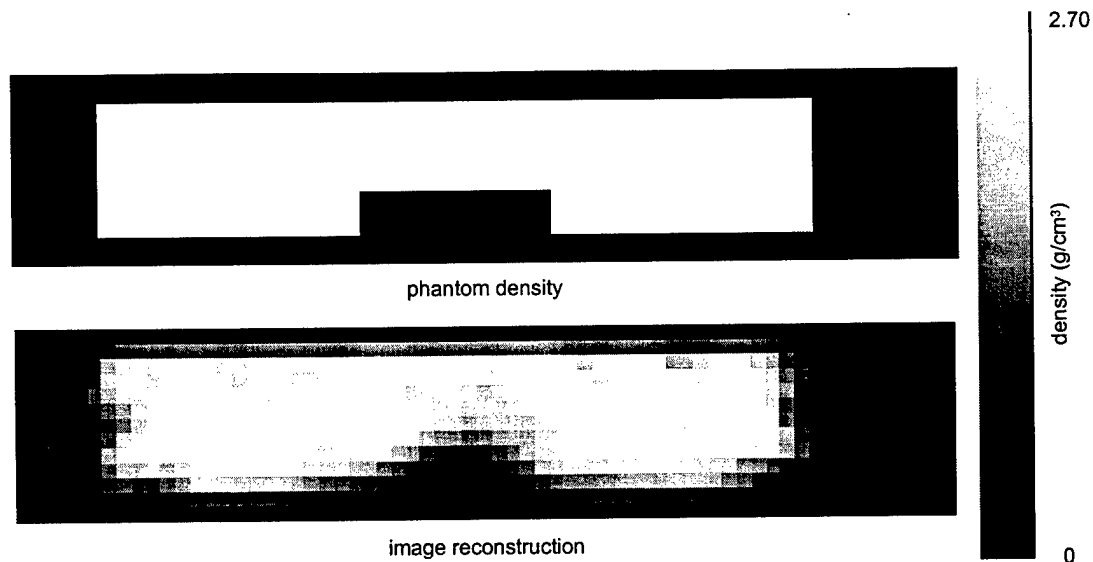 2.70
phantom density
density (g/cm³)
image reconstruction
0